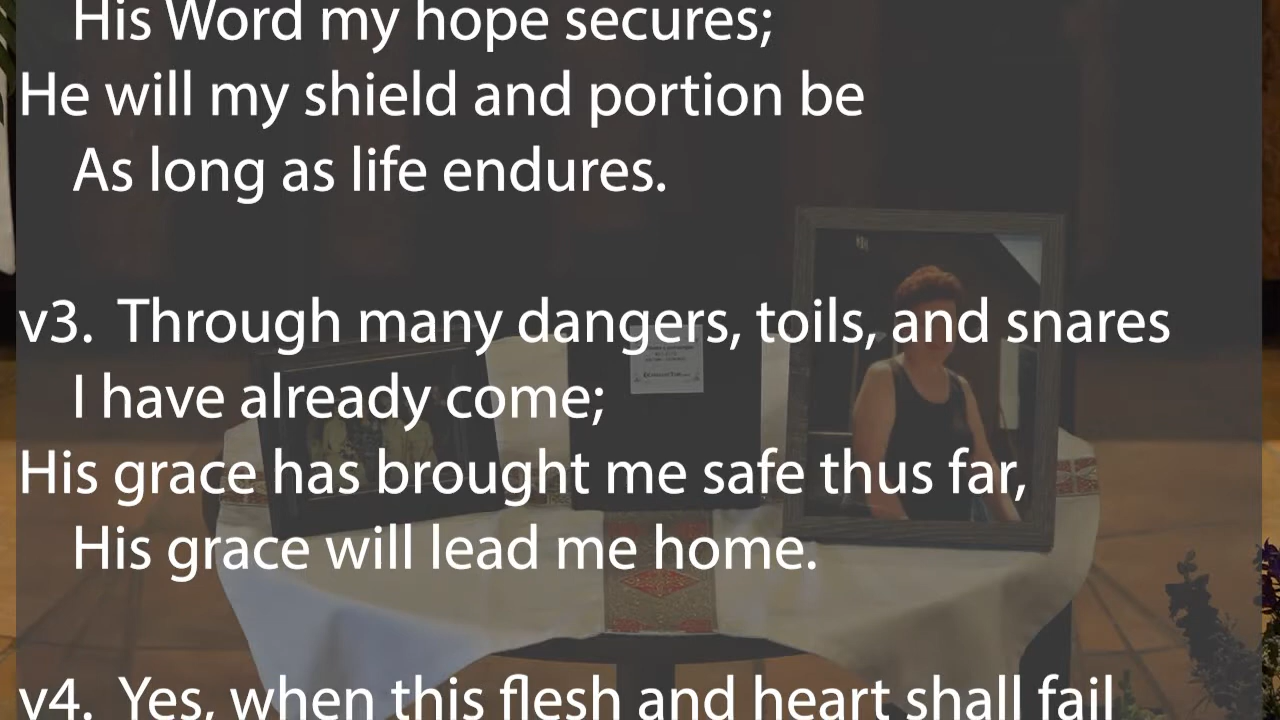 His Word my hope secures;
He will my shield and portion be
As long as life endures.
v3. Through many dangers, toils, and snares
I have already come;
His grace has brought me safe thus far,
His grace will lead me home.
v4. Yes, when this flesh and heart shall fail